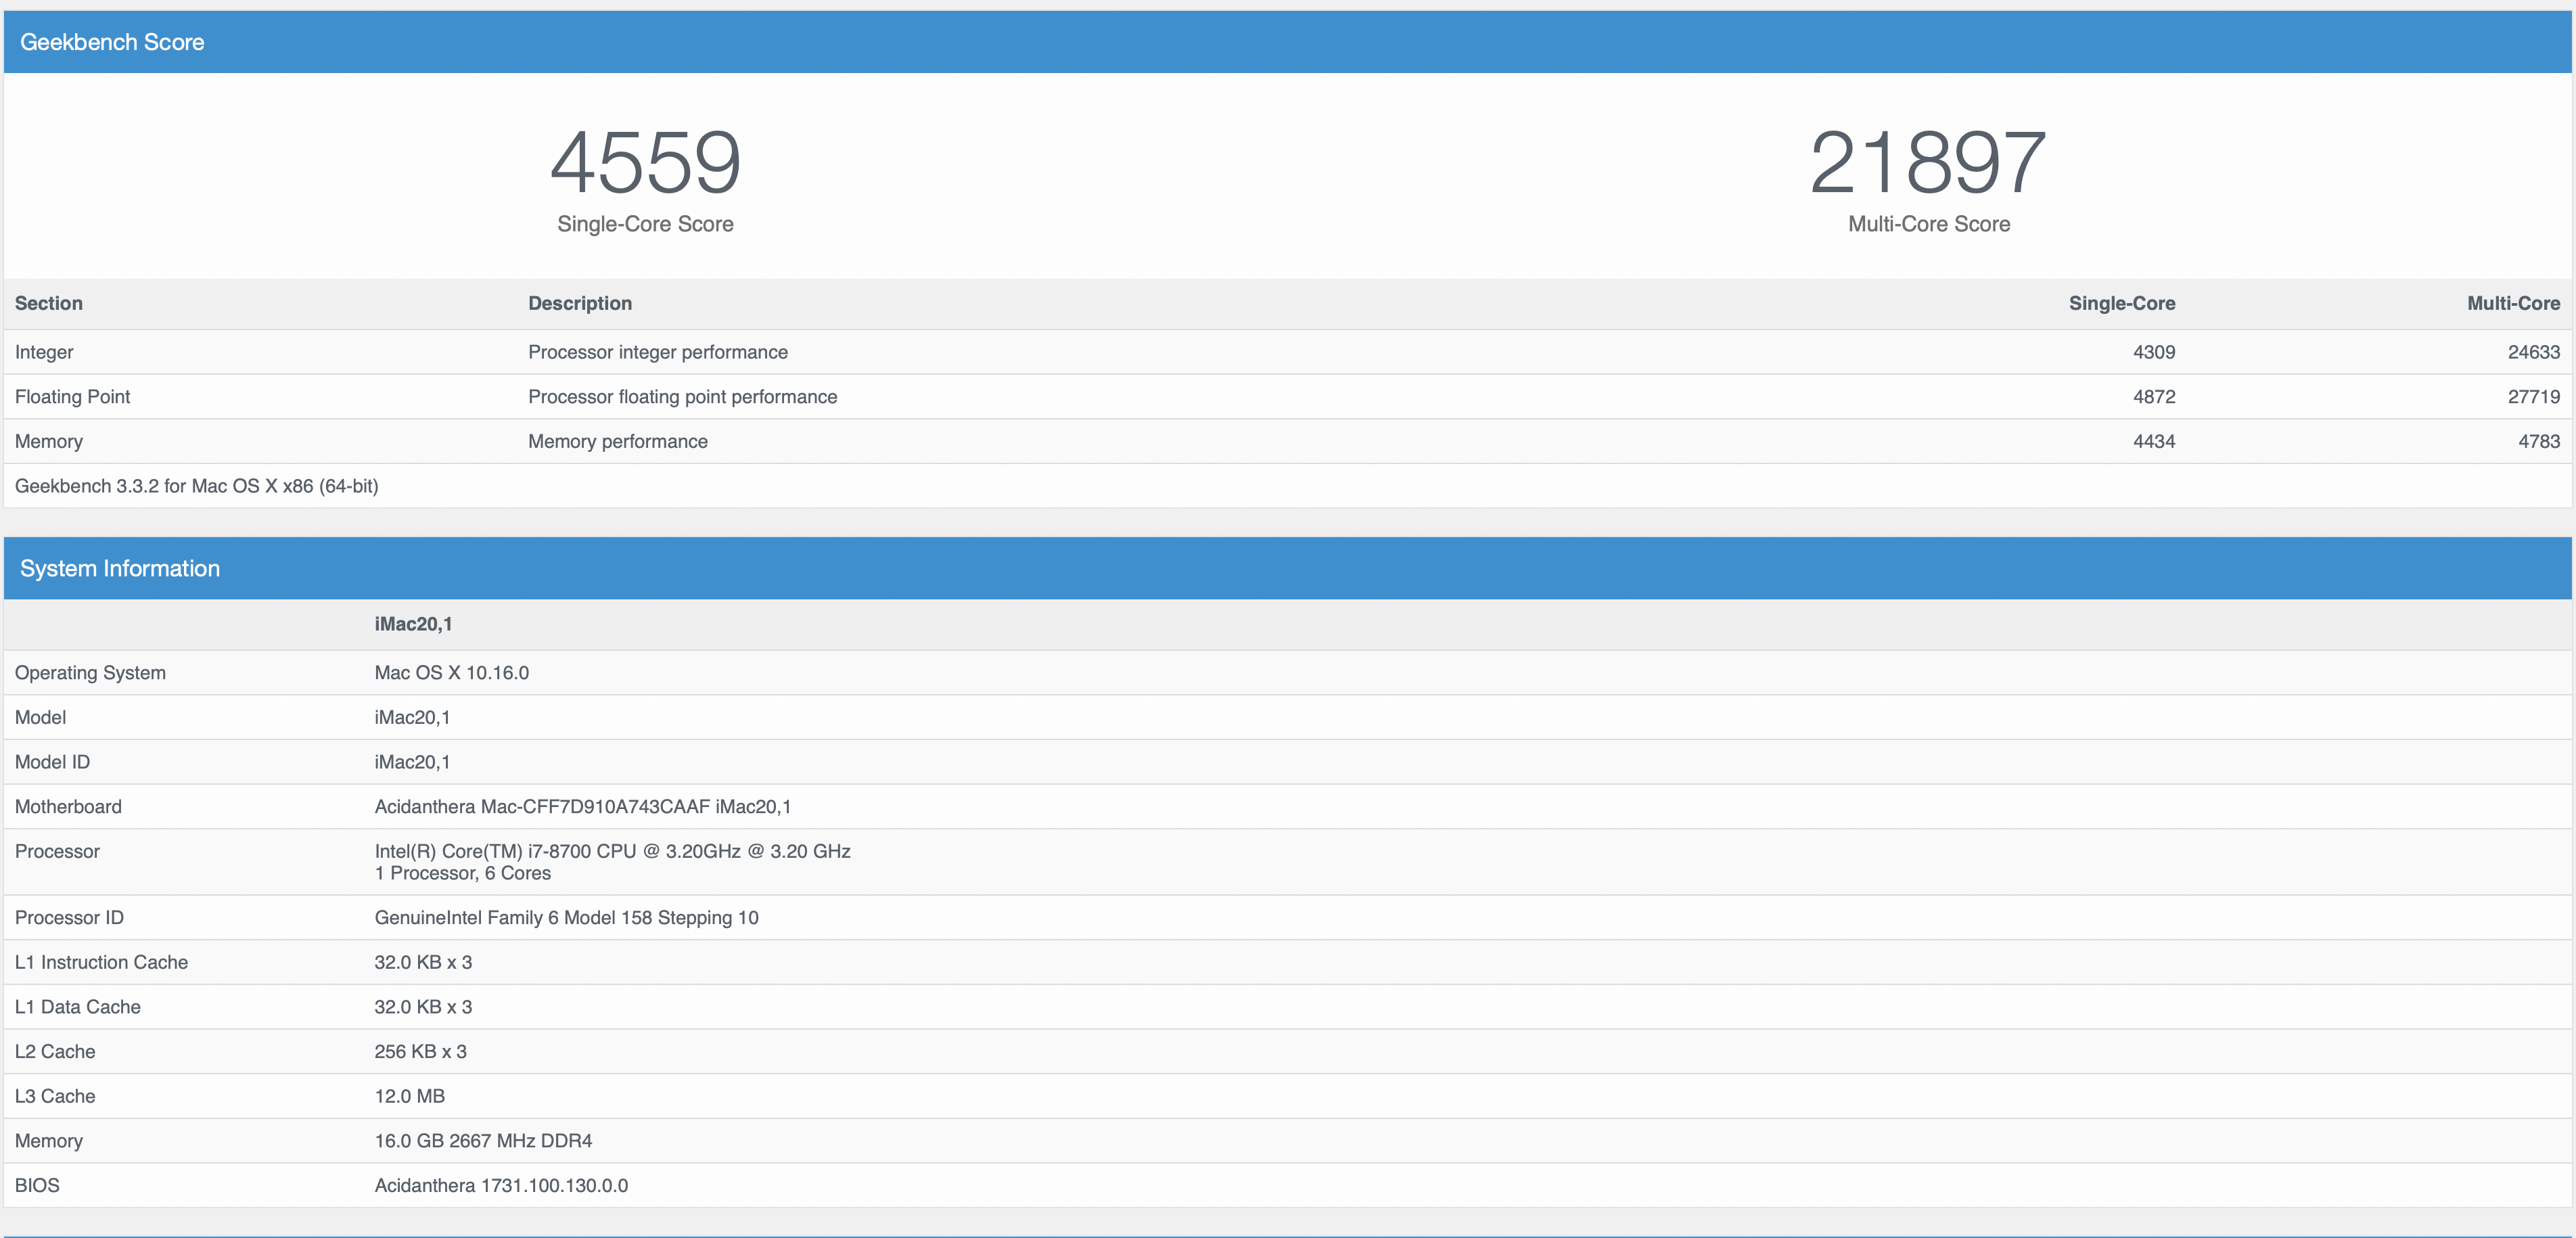 Geekbench Score
4559 21897
Single-Core Score Multi-Core Score
Section Description Single-Core Multi-Core
Integer Processor integer performance 4309 24633
Floating Point Processor floating point performance 4872 27719
Memory Memory performance 4434 4783
Geekbench 3.3.2 for Mac OS X x86 (64-bit)
System Information
iMac20,1
Operating System Mac OS X 10.16.0
Model iMac20,1
Model ID iMac20,1
Motherboard Acidanthera Mac-CFF7D910A743CAAF iMac20,1
Processor Intel(R) Core(TM) i7-8700 CPU @ 3.20GHz @ 3.20 GHz
1 Processor, 6 Cores
Processor ID GenuineIntel Family 6 Model 158 Stepping 10
L1 Instruction Cache 32.0 KB x 3
L1 Data Cache 32.0 KB x 3
L2 Cache 256 KB x 3
L3 Cache 12.0 MB
Memory 16.0 GB 2667 MHz DDR4
BIOS Acidanthera 1731.100.130.0.0